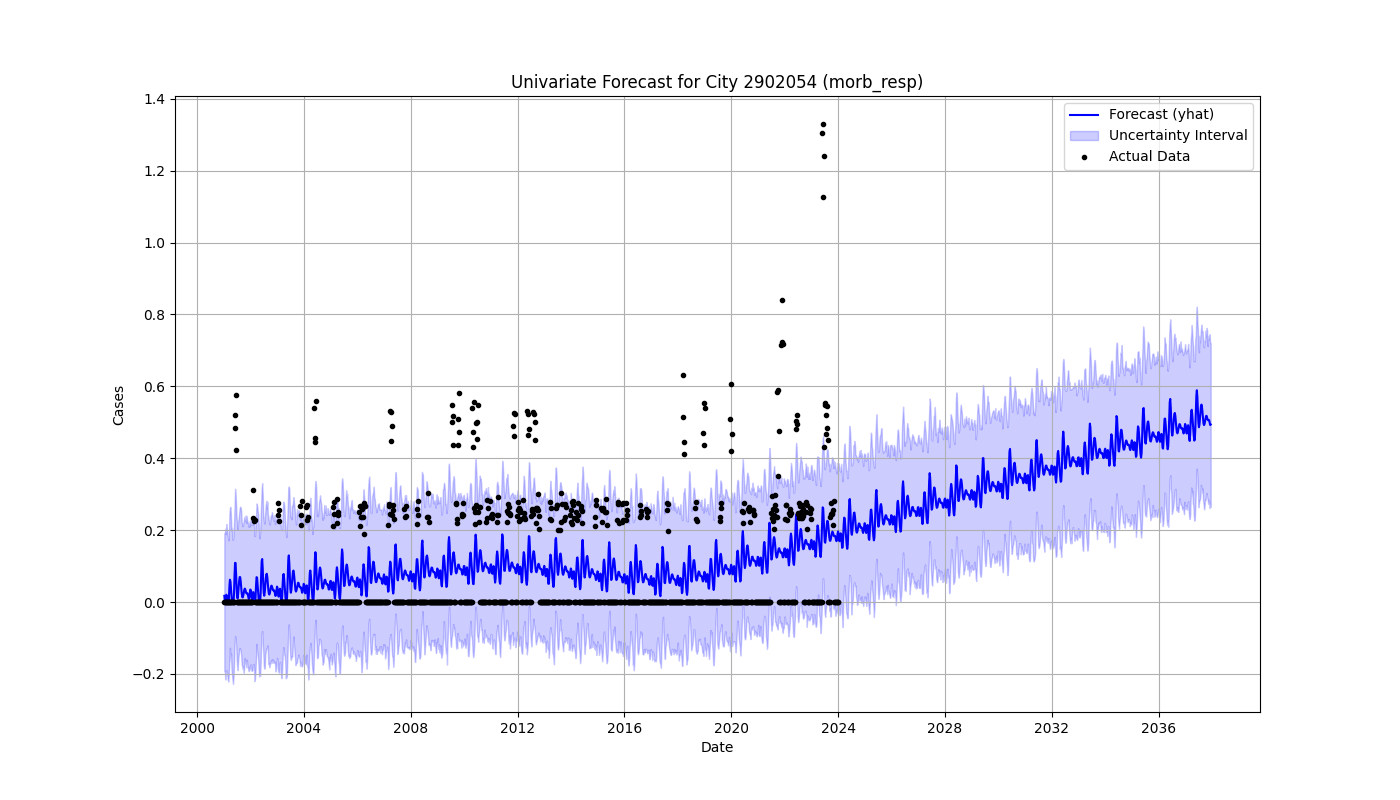 Univariate Forecast for City 2902054 (morb_resp)
Forecast (yhat)
Uncertainty Interval
Actual Data
Cases
1.4
1.2
1.0
0.8
0.6
0.4
0.2
0.0
−0.2
2000 2004 2008 2012 2016 2020 2024 2028 2032 2036
Date